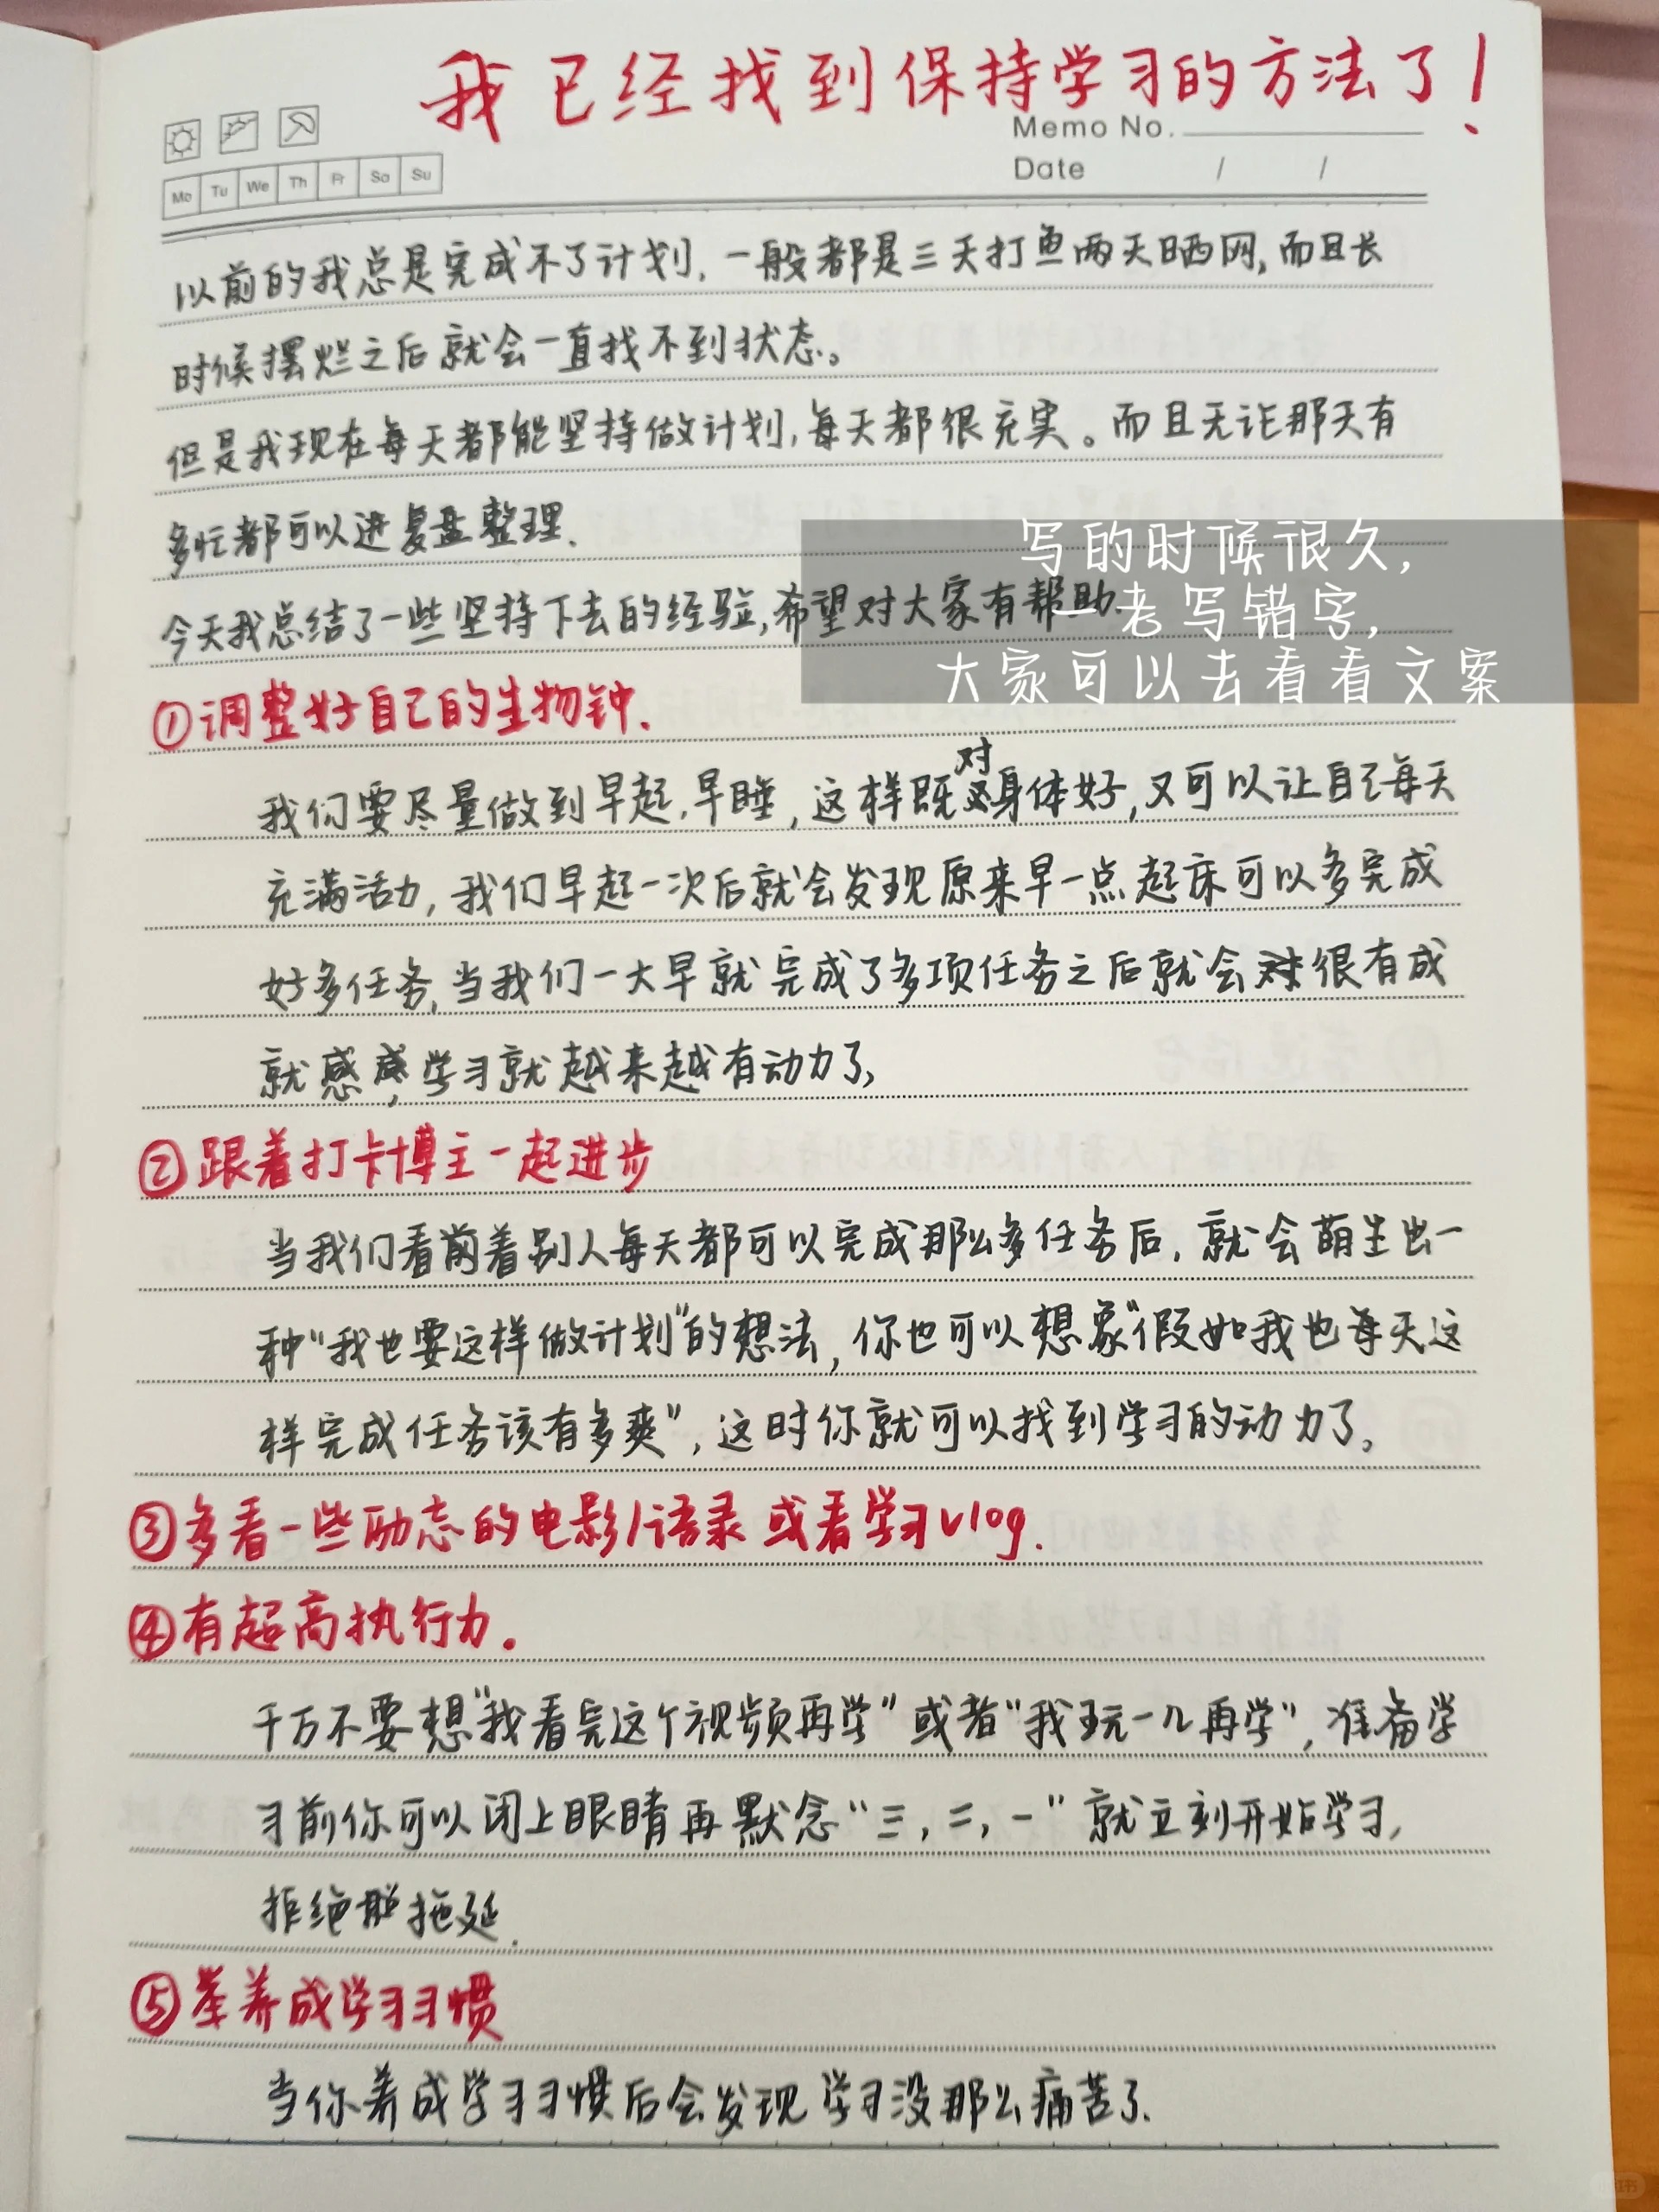 我已经找到保持学习的方法了！
Memo No.
Mo Tu We Th Fr Sa Su
Date / /
以前的我总是完成不了计划，一般都是三天打鱼两天晒网，而且长
时候摆烂之后就会一直找不到状态。
但是我现在每天都能坚持做计划，每天都很充实。而且无论那天有
多忙都可以进复盘整理．
今天我总结了一些坚持下去的经验，希望对大家有帮助．
写的时候很久，
老写错字，
大家可以去看看文案
①调整好自己的生物钟．
我们要尽量做到早起．早睡，这样既对身体好，又可以让自己每天
充满活力，我们早起一次后就会发现原来早一点起床可以多完成
好多任务，当我们一大早就完成了多项任务之后就会很有成
就感，学习就越来越有动力了，
②跟着打卡博主一起进步
当我们看着别人每天都可以完成那么多任务后，就会萌生出一
种“我也要这样做计划”的想法，你也可以想象“假如我也每天这
样完成任务该有多爽”，这时你就可以找到学习的动力了。
③多看一些励志的电影/语录或看学习vlog．
④有超高执行力．
千万不要想“我看完这个视频再学”或者“我玩一儿再学”，准备学
习前你可以闭上眼睛再默念“三，二，一”就立刻开始学习，
拒绝拖延．
⑤养成学习习惯
当你养成学习习惯后会发现学习没那么痛苦了．